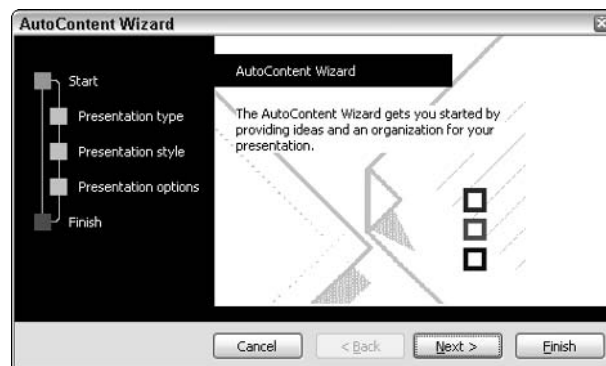 AutoContent Wizard
Start
Presentation type
Presentation style
Presentation options
Finish
AutoContent Wizard
The AutoContent Wizard gets you started by
providing ideas and an organization for your
presentation.
Cancel
< Back
Next >
Finish